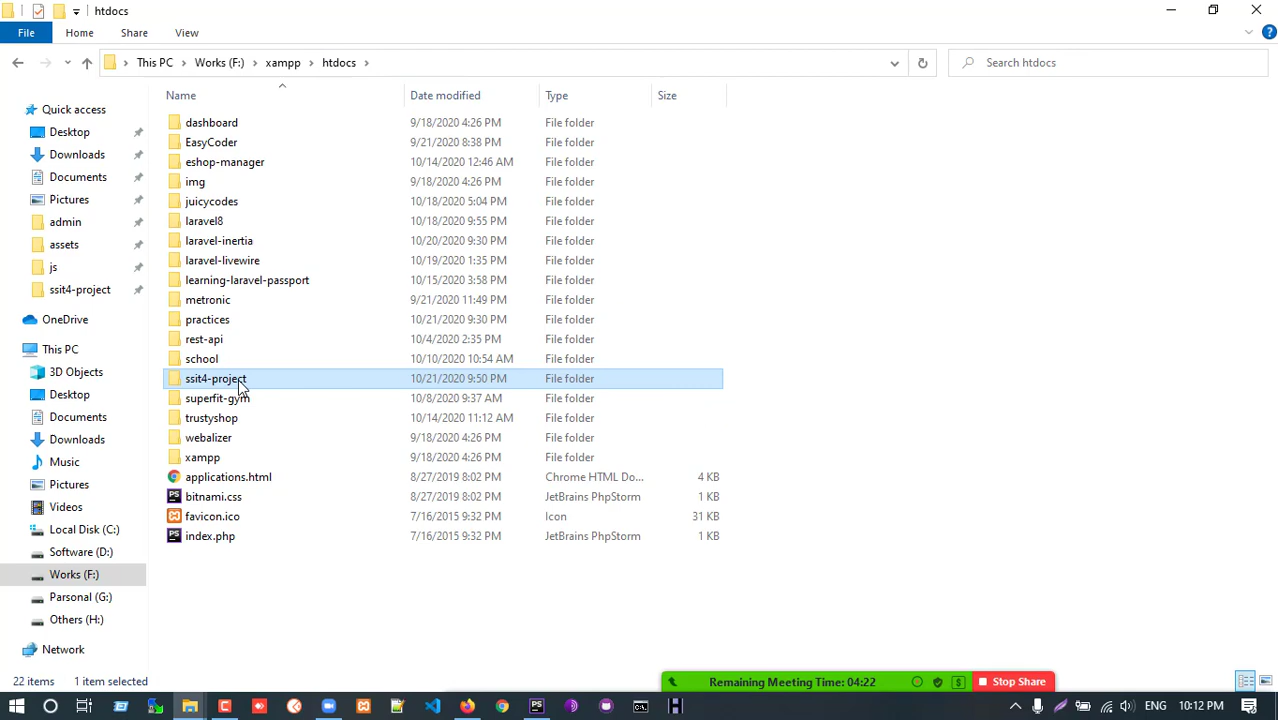 htdocs
File Home Share View
This PC Works (F:) xampp htdocs
Search htdocs
Name Date modified Type Size
Quick access
Desktop
Downloads
Documents
Pictures
admin
assets
js
ssit4-project
OneDrive
This PC
3D Objects
Desktop
Documents
Downloads
Music
Pictures
Videos
Local Disk (C:)
Software (D:)
Works (F:)
Parsonal (G:)
Others (H:)
Network
dashboard 9/18/2020 4:26 PM File folder
EasyCoder 9/21/2020 8:38 PM File folder
eshop-manager 10/14/2020 12:46 AM File folder
img 9/18/2020 4:26 PM File folder
juicycodes 10/18/2020 5:04 PM File folder
laravel8 10/18/2020 9:55 PM File folder
laravel-inertia 10/20/2020 9:30 PM File folder
laravel-livewire 10/19/2020 1:35 PM File folder
learning-laravel-passport 10/15/2020 3:58 PM File folder
metronic 9/21/2020 11:49 PM File folder
practices 10/21/2020 9:30 PM File folder
rest-api 10/4/2020 2:35 PM File folder
school 10/10/2020 10:54 AM File folder
ssit4-project 10/21/2020 9:50 PM File folder
superfit-gym 10/8/2020 9:37 AM File folder
trustyshop 10/14/2020 11:12 AM File folder
webalizer 9/18/2020 4:26 PM File folder
xampp 9/18/2020 4:26 PM File folder
applications.html 8/27/2019 8:02 PM Chrome HTML Do... 4 KB
bitnami.css 8/27/2019 8:02 PM JetBrains PhpStorm 1 KB
favicon.ico 7/16/2015 9:32 PM Icon 31 KB
index.php 7/16/2015 9:32 PM JetBrains PhpStorm 1 KB
22 items 1 item selected
Remaining Meeting Time: 04:22 Stop Share
10:12 PM